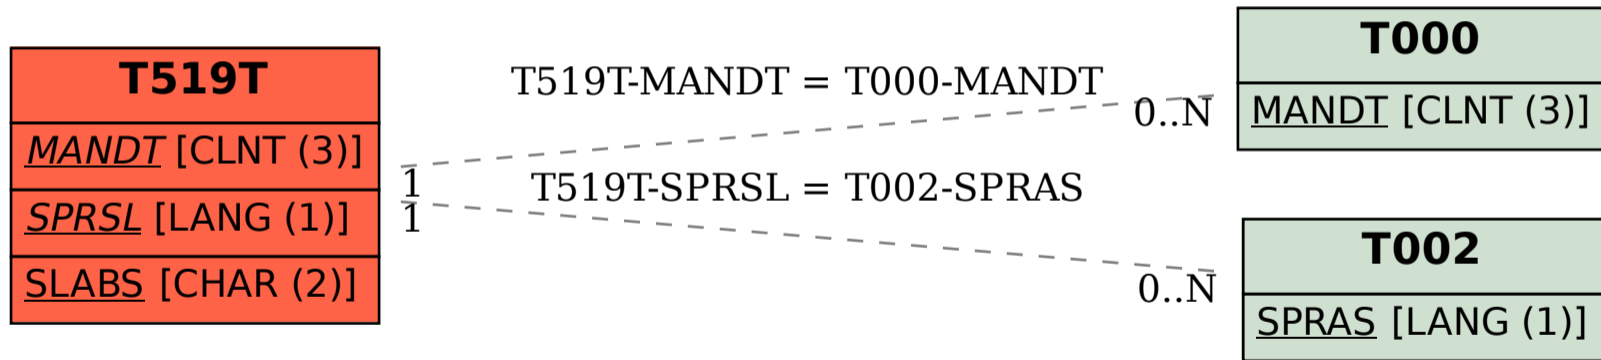 T519T
MANDT [CLNT (3)]
SPRSL [LANG (1)]
SLABS [CHAR (2)]
T519T-MANDT = T000-MANDT
0..N
1
T519T-SPRSL = T002-SPRAS
1
0..N
T000
MANDT [CLNT (3)]
T002
SPRAS [LANG (1)]